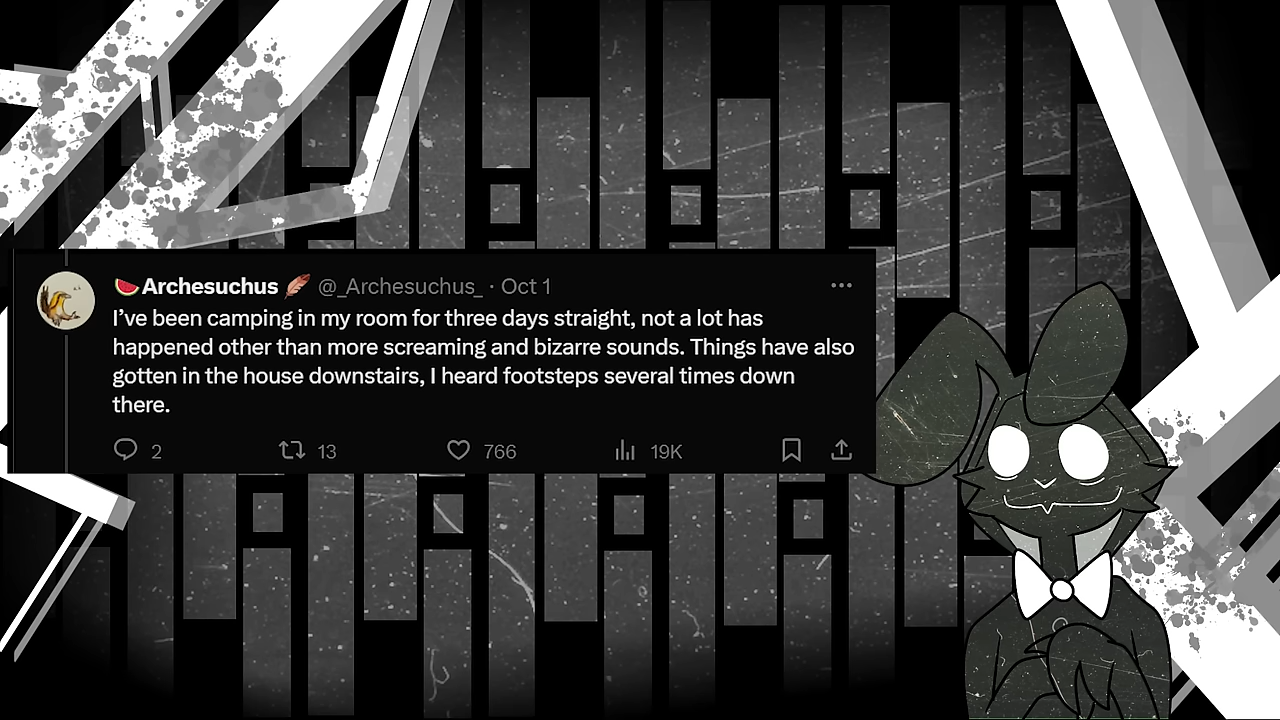 🍉Archesuchus 🪶 @_Archesuchus_ · Oct 1
I’ve been camping in my room for three days straight, not a lot has
happened other than more screaming and bizarre sounds. Things have also
gotten in the house downstairs, I heard footsteps several times down
there.
2 13 766 19K